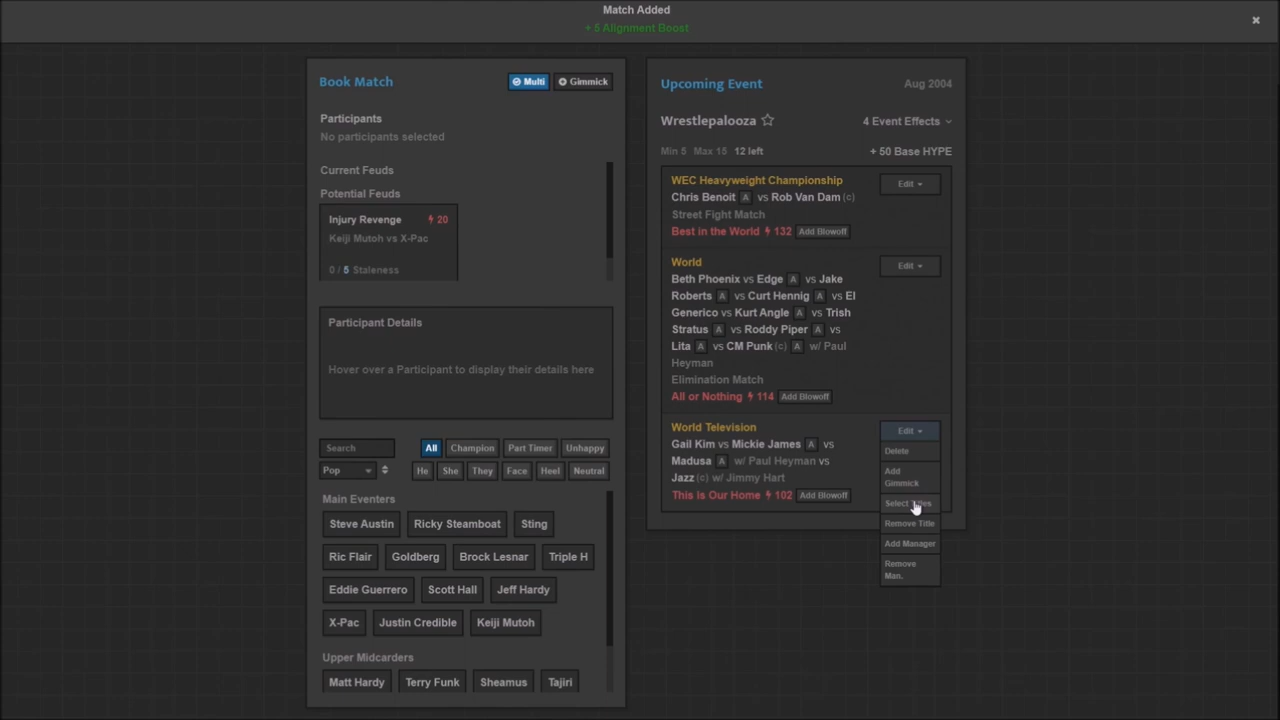 Match Added
+ 5 Alignment Boost
Book Match
Multi
Gimmick
Participants
No participants selected
Current Feuds
Potential Feuds
Injury Revenge 20
Keiji Mutoh vs X-Pac
0 / 5 Staleness
Participant Details
Hover over a Participant to display their details here
Search
All Champion Part Timer Unhappy
Pop
He She They Face Heel Neutral
Main Eventers
Steve Austin Ricky Steamboat Sting
Ric Flair Goldberg Brock Lesnar Triple H
Eddie Guerrero Scott Hall Jeff Hardy
X-Pac Justin Credible Keiji Mutoh
Upper Midcarders
Matt Hardy Terry Funk Sheamus Tajiri
Upcoming Event Aug 2004
Wrestlepalooza 4 Event Effects
Min 5 Max 15 12 left + 50 Base HYPE
WEC Heavyweight Championship Edit
Chris Benoit A vs Rob Van Dam (c)
Street Fight Match
Best in the World 132 Add Blowoff
World Edit
Beth Phoenix vs Edge A vs Jake
Roberts A vs Curt Hennig A vs El
Generico vs Kurt Angle A vs Trish
Stratus A vs Roddy Piper A vs
Lita A vs CM Punk (c) A w/ Paul
Heyman
Elimination Match
All or Nothing 114 Add Blowoff
World Television Edit
Gail Kim vs Mickie James A vs
Madusa A w/ Paul Heyman vs
Jazz (c) w/ Jimmy Hart
This is Our Home 102 Add Blowoff
Delete
Add
Gimmick
Select Titles
Remove Title
Add Manager
Remove
Man.